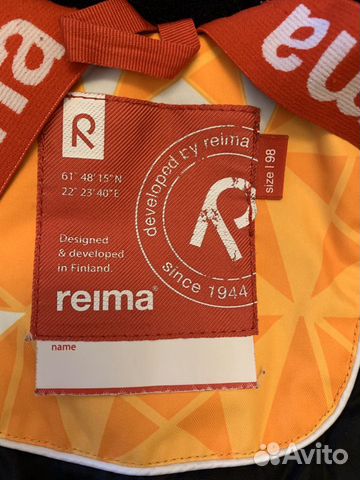 reima
R
61° 48' 15"N
22° 23' 40"E
Designed
& developed
in Finland.
reima®
developed by reima
R
since 1944
size | 98
name
Avito